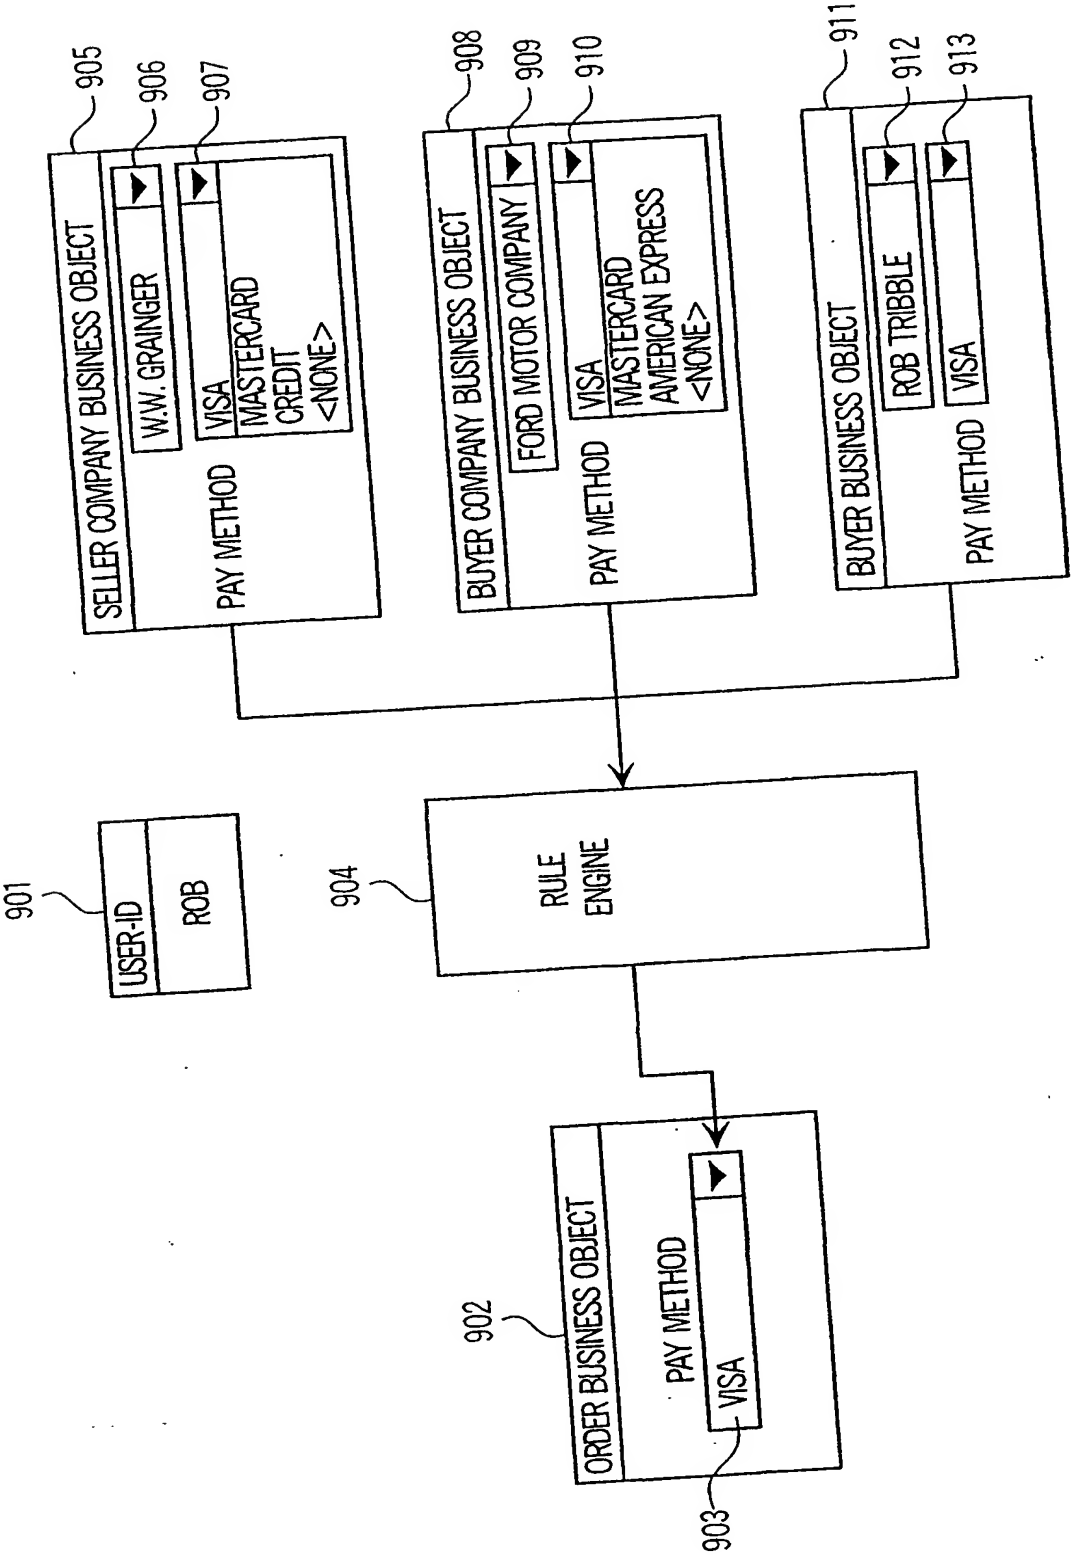 901
USER-ID
ROB
902
ORDER BUSINESS OBJECT
PAY METHOD
VISA
903
904
RULE
ENGINE
905
SELLER COMPANY BUSINESS OBJECT
W.W. GRAINGER
906
PAY METHOD
VISA
907
MASTERCARD
CREDIT
<NONE>
908
BUYER COMPANY BUSINESS OBJECT
FORD MOTOR COMPANY
909
PAY METHOD
VISA
910
MASTERCARD
AMERICAN EXPRESS
<NONE>
911
BUYER BUSINESS OBJECT
ROB TRIBBLE
912
PAY METHOD
VISA
913